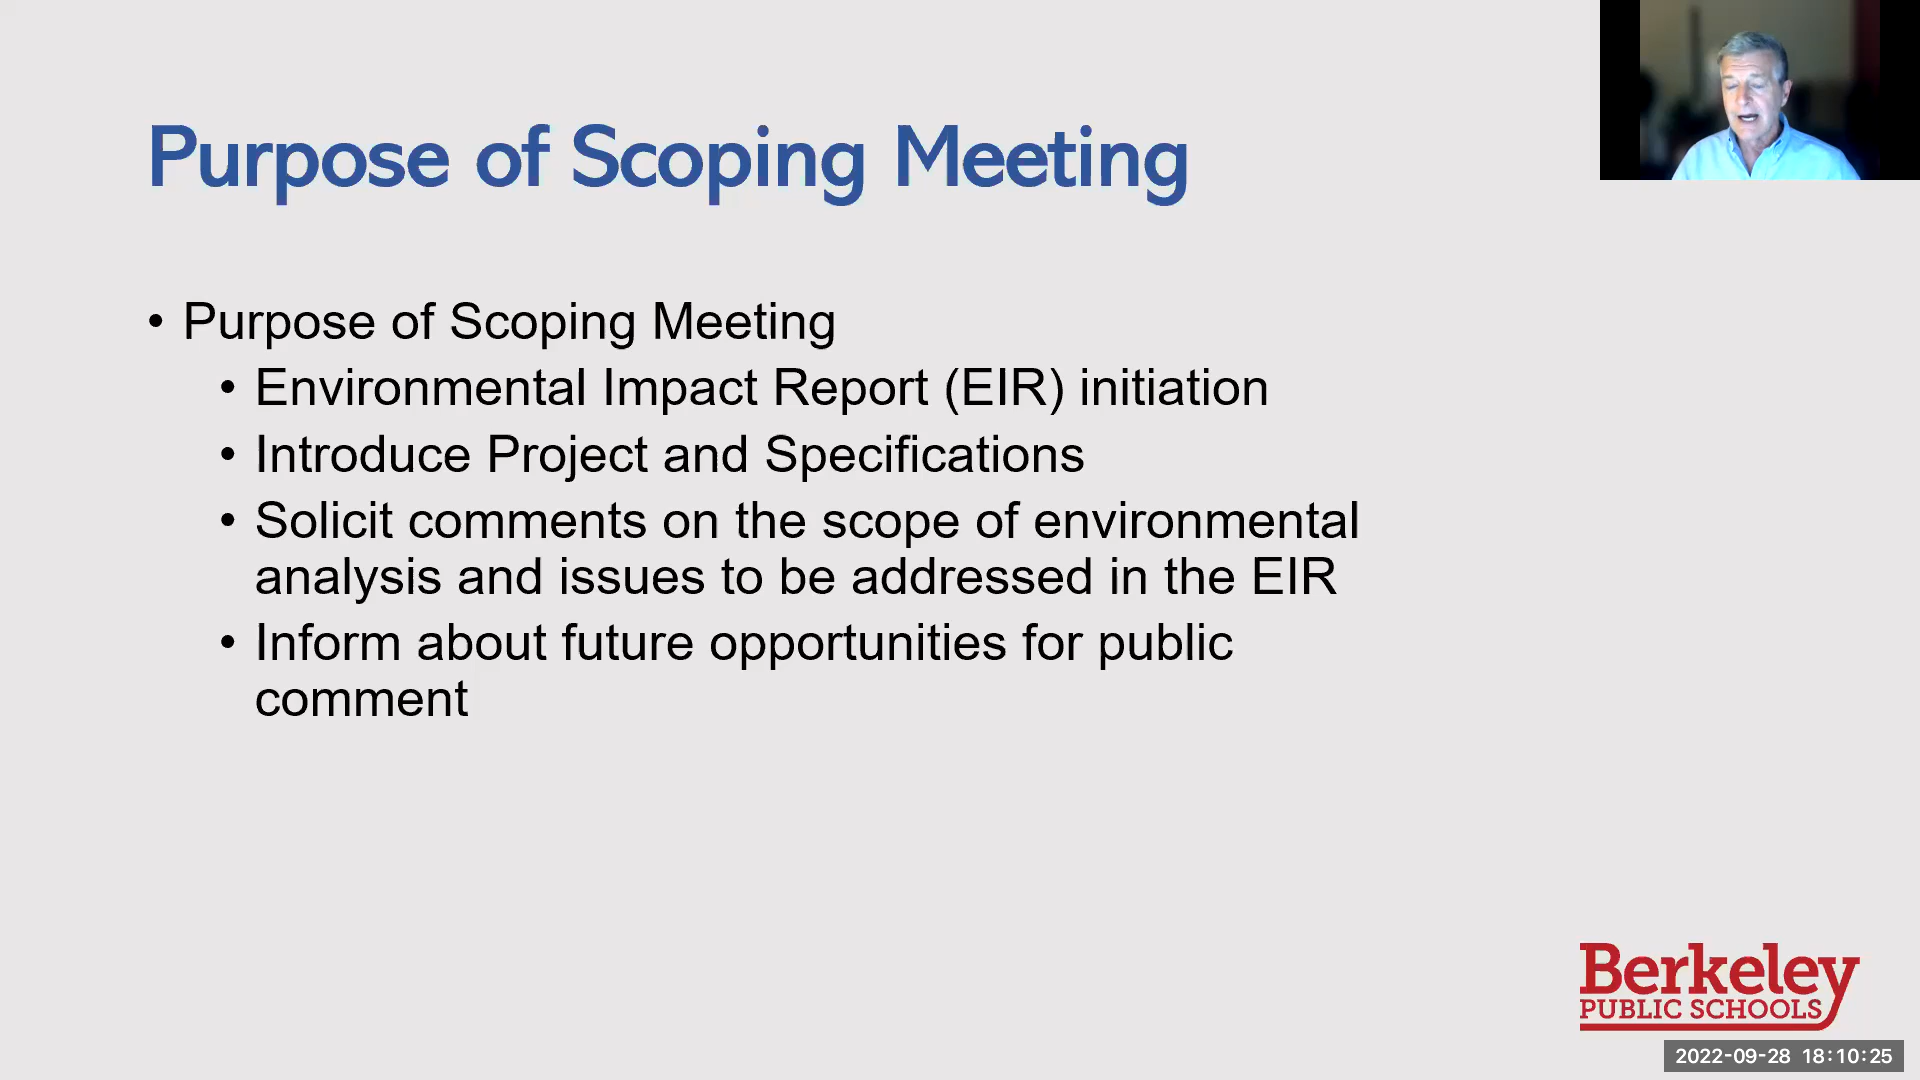 Purpose of Scoping Meeting
• Purpose of Scoping Meeting
• Environmental Impact Report (EIR) initiation
• Introduce Project and Specifications
• Solicit comments on the scope of environmental
analysis and issues to be addressed in the EIR
• Inform about future opportunities for public
comment
Berkeley
PUBLIC SCHOOLS
2022-09-28 18:10:25